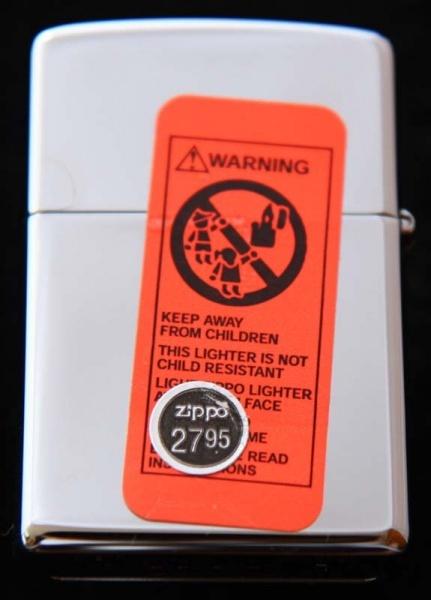 WARNING
KEEP AWAY
FROM CHILDREN
THIS LIGHTER IS NOT
CHILD RESISTANT
LIGHTER
FACE
zippo
2795
READ